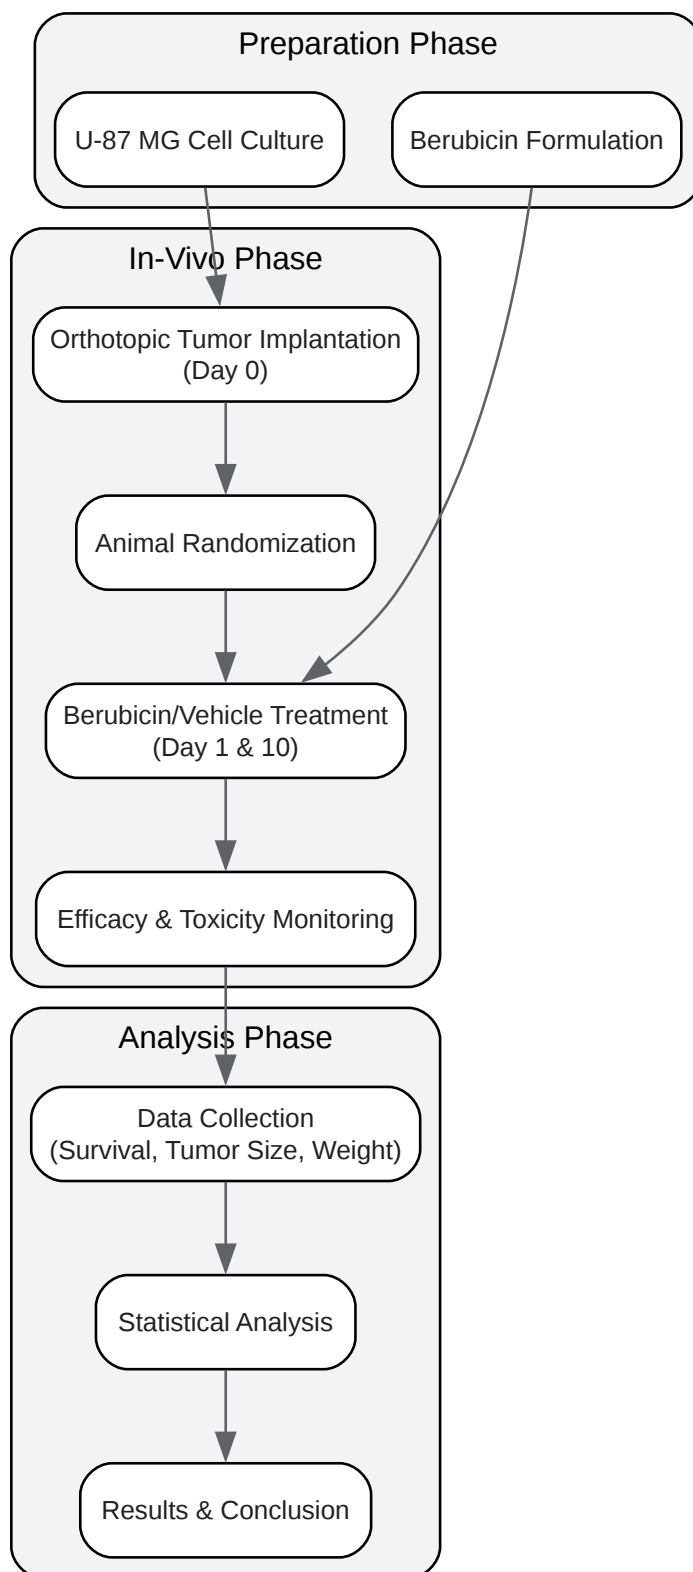 Preparation Phase
U-87 MG Cell Culture
Berubicin Formulation
In-Vivo Phase
Orthotopic Tumor Implantation
(Day 0)
Animal Randomization
Berubicin/Vehicle Treatment
(Day 1 & 10)
Efficacy & Toxicity Monitoring
Analysis Phase
Data Collection
(Survival, Tumor Size, Weight)
Statistical Analysis
Results & Conclusion